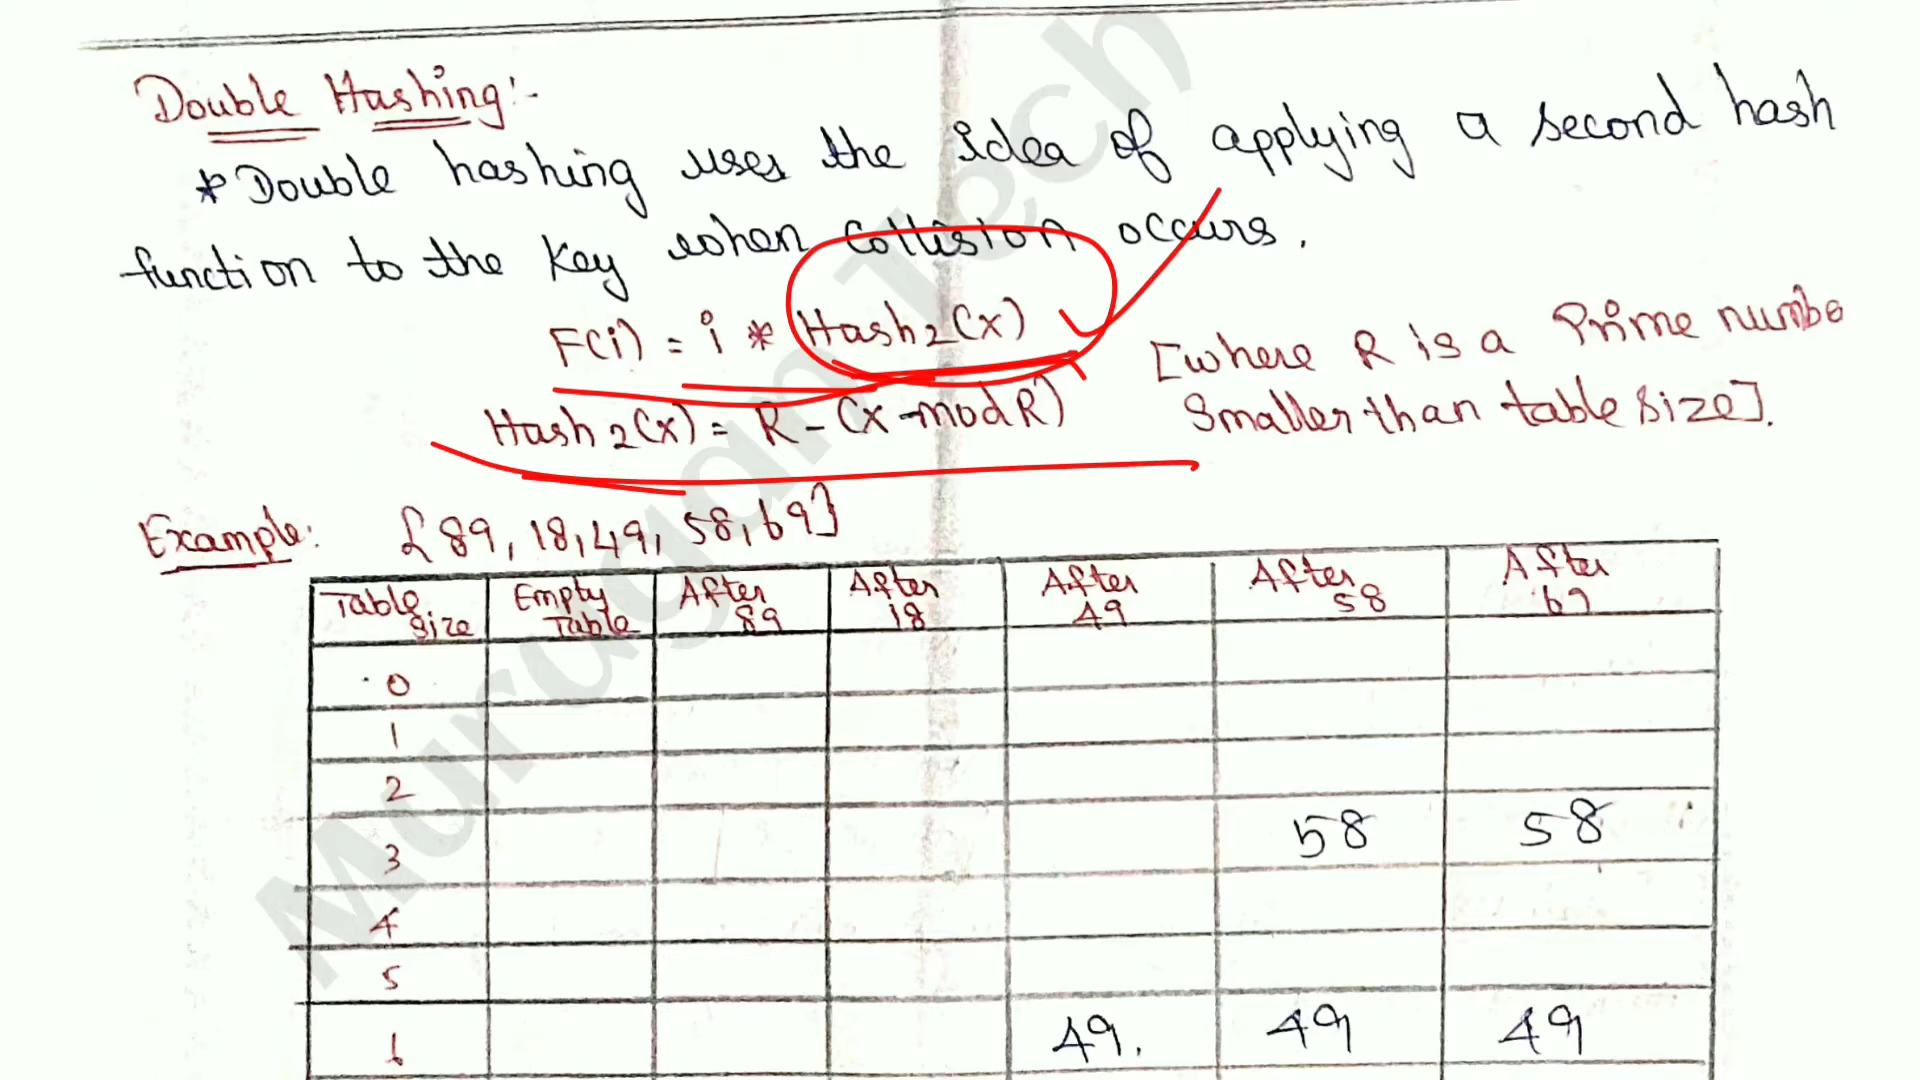 Double Hashing:-
* Double hashing uses the idea of applying a second hash
function to the key when collision occurs.
F(i) = i * Hash2(x)
Hash2(x) = R - (x mod R)
[where R is a Prime numbe
smaller than table size].
Example: {89, 18, 49, 58, 69}
Table size Empty Table After 89 After 18 After 49 After 58 After 69
0
1
2
3 58 58
4
5
6 49. 49 49
Murugan Tech